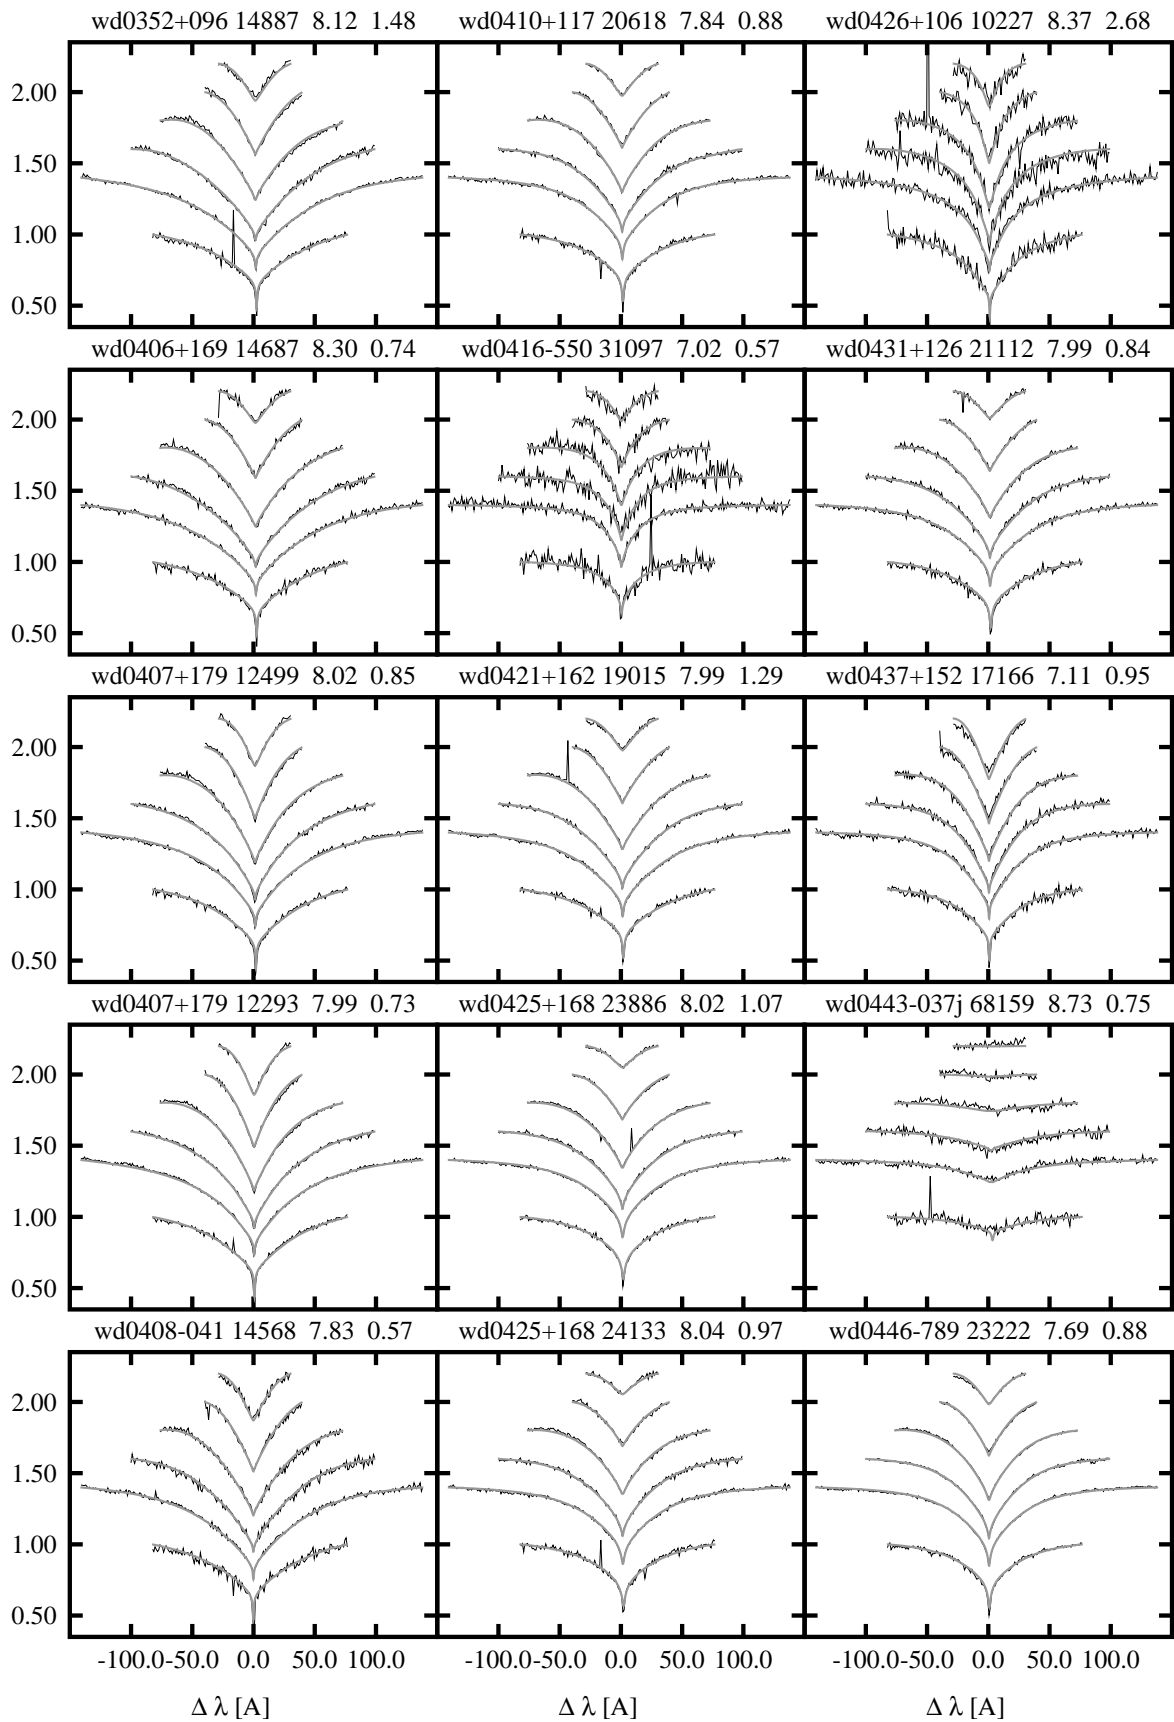 wd0352+096 14887 8.12 1.48
wd0410+117 20618 7.84 0.88
wd0426+106 10227 8.37 2.68
2.00
1.50
1.00
0.50
wd0406+169 14687 8.30 0.74
wd0416-550 31097 7.02 0.57
wd0431+126 21112 7.99 0.84
2.00
1.50
1.00
0.50
wd0407+179 12499 8.02 0.85
wd0421+162 19015 7.99 1.29
wd0437+152 17166 7.11 0.95
2.00
1.50
1.00
0.50
wd0407+179 12293 7.99 0.73
wd0425+168 23886 8.02 1.07
wd0443-037j 68159 8.73 0.75
2.00
1.50
1.00
0.50
wd0408-041 14568 7.83 0.57
wd0425+168 24133 8.04 0.97
wd0446-789 23222 7.69 0.88
2.00
1.50
1.00
0.50
-100.0 -50.0 0.0 50.0 100.0
-100.0 -50.0 0.0 50.0 100.0
-100.0 -50.0 0.0 50.0 100.0
Δ λ [A]
Δ λ [A]
Δ λ [A]